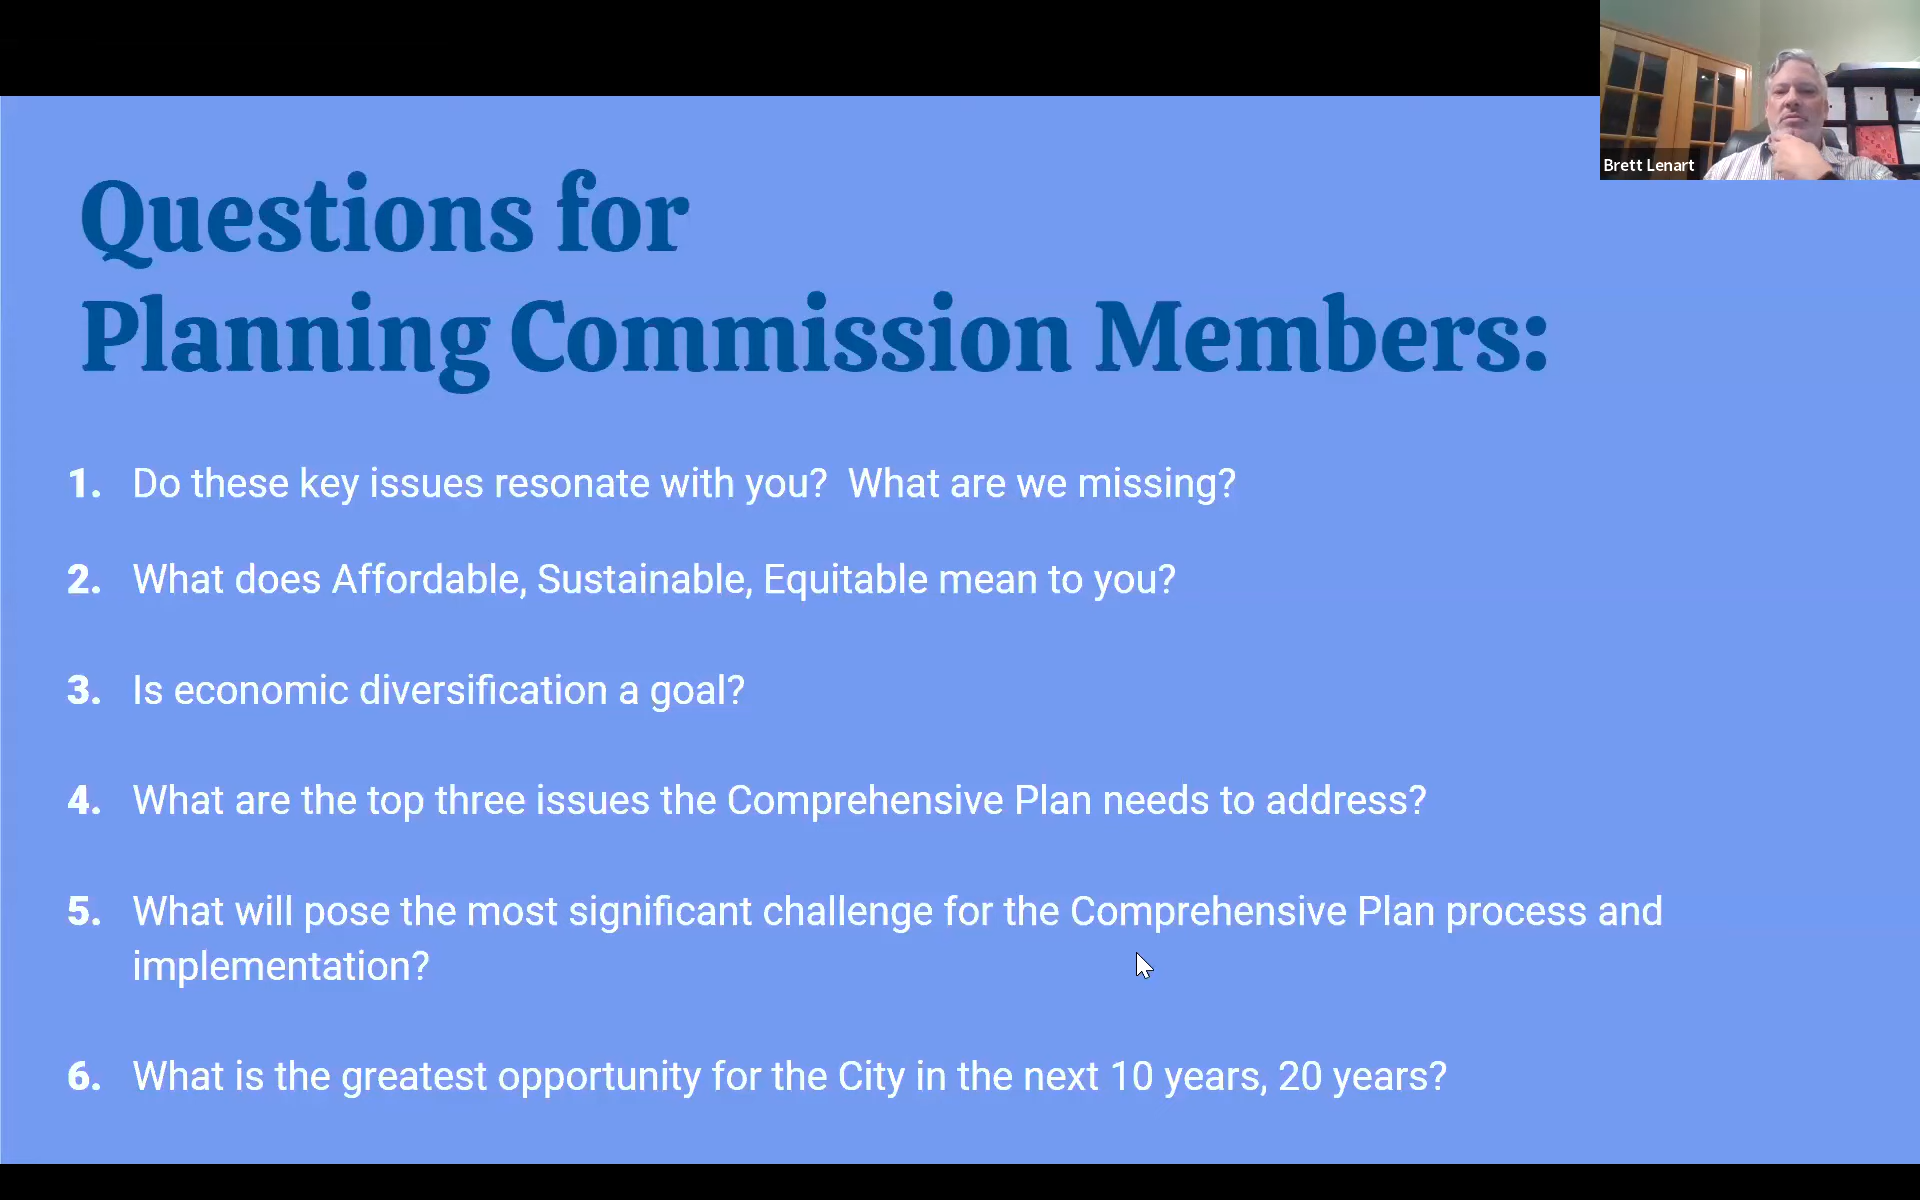 Brett Lenart
Questions for
Planning Commission Members:
1. Do these key issues resonate with you?  What are we missing?
2. What does Affordable, Sustainable, Equitable mean to you?
3. Is economic diversification a goal?
4. What are the top three issues the Comprehensive Plan needs to address?
5. What will pose the most significant challenge for the Comprehensive Plan process and
implementation?
6. What is the greatest opportunity for the City in the next 10 years, 20 years?